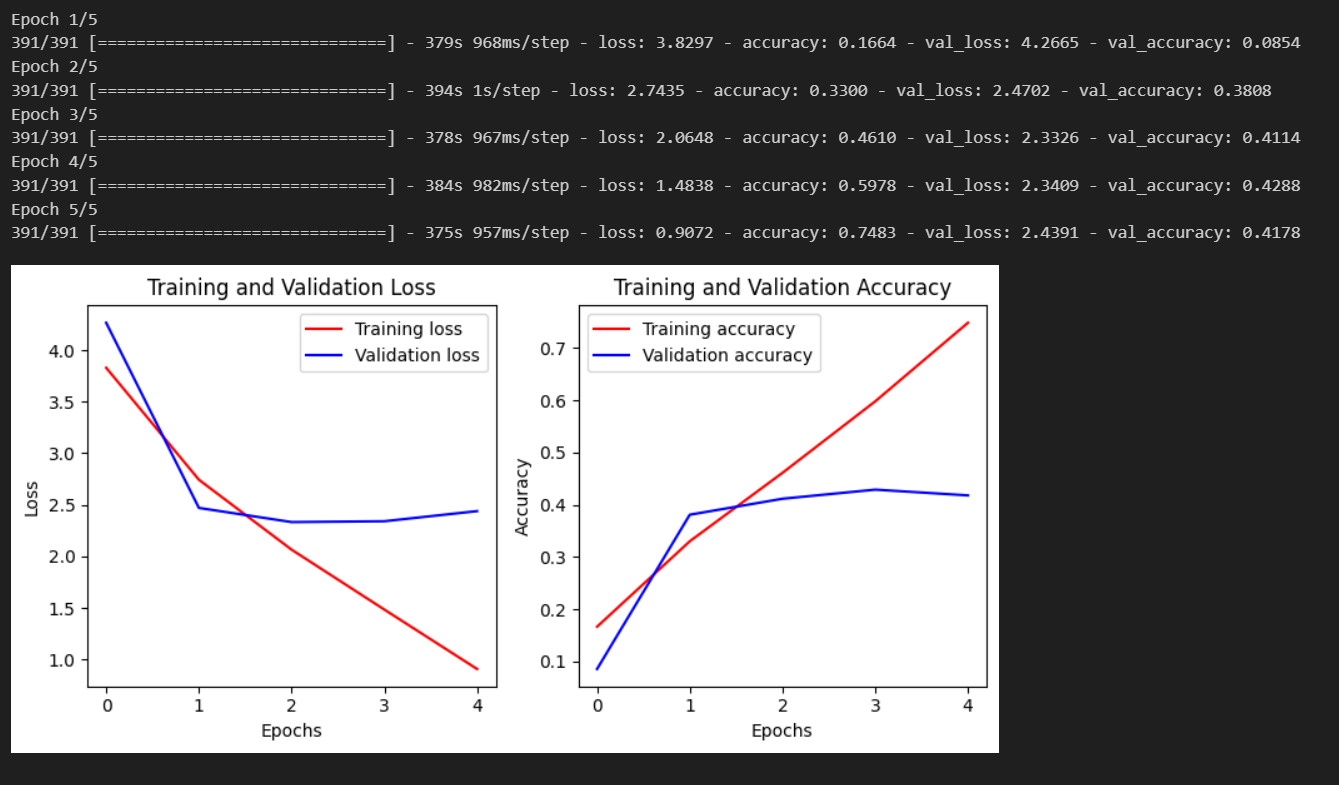 Epoch 1/5
391/391 [==============================] - 379s 968ms/step - loss: 3.8297 - accuracy: 0.1664 - val_loss: 4.2665 - val_accuracy: 0.0854
Epoch 2/5
391/391 [==============================] - 394s 1s/step - loss: 2.7435 - accuracy: 0.3300 - val_loss: 2.4702 - val_accuracy: 0.3808
Epoch 3/5
391/391 [==============================] - 378s 967ms/step - loss: 2.0648 - accuracy: 0.4610 - val_loss: 2.3326 - val_accuracy: 0.4114
Epoch 4/5
391/391 [==============================] - 384s 982ms/step - loss: 1.4838 - accuracy: 0.5978 - val_loss: 2.3409 - val_accuracy: 0.4288
Epoch 5/5
391/391 [==============================] - 375s 957ms/step - loss: 0.9072 - accuracy: 0.7483 - val_loss: 2.4391 - val_accuracy: 0.4178
Training and Validation Loss
Training loss
Validation loss
Loss
4.0
3.5
3.0
2.5
2.0
1.5
1.0
0 1 2 3 4
Epochs
Training and Validation Accuracy
Training accuracy
Validation accuracy
Accuracy
0.7
0.6
0.5
0.4
0.3
0.2
0.1
0 1 2 3 4
Epochs